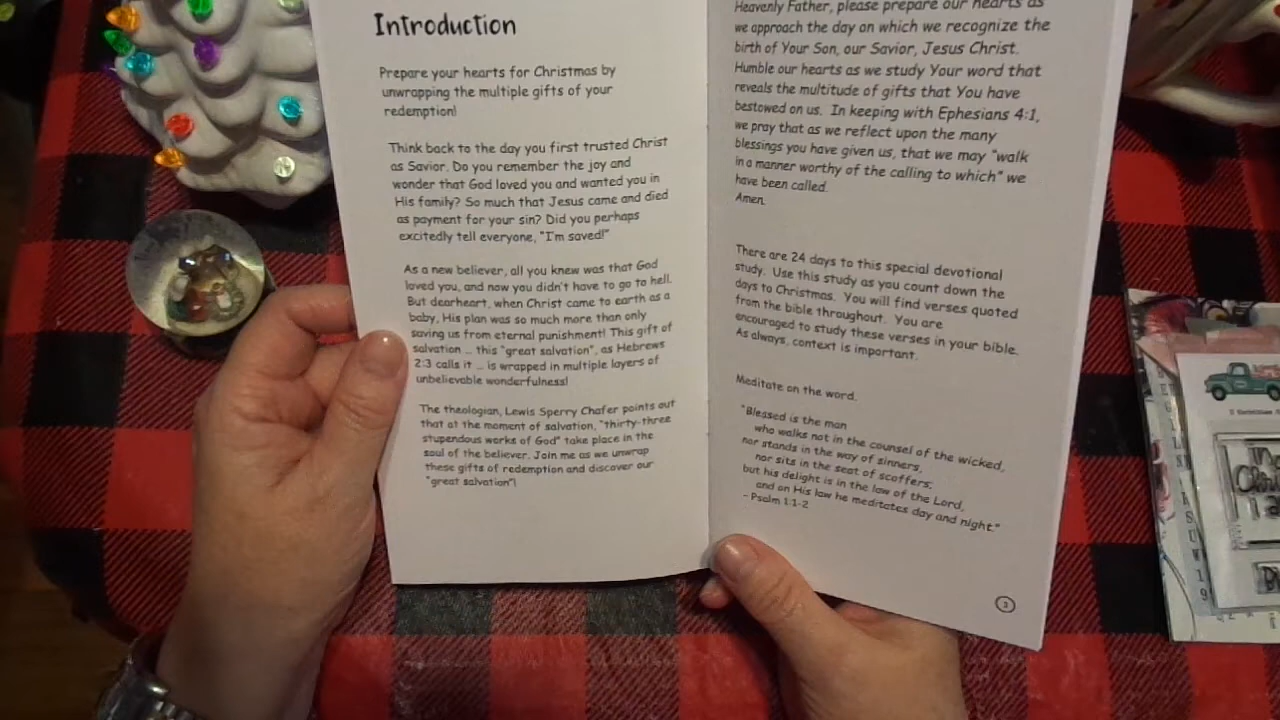 Introduction
Prepare your hearts for Christmas by
unwrapping the multiple gifts of your
redemption!
Think back to the day you first trusted Christ
as Savior. Do you remember the joy and
wonder that God loved you and wanted you in
His family? So much that Jesus came and died
as payment for your sin? Did you perhaps
excitedly tell everyone, "I'm saved!"
As a new believer, all you knew was that God
loved you, and now you didn't have to go to hell.
But dearheart, when Christ came to earth as a
baby, His plan was so much more than only
saving us from eternal punishment! This gift of
salvation ... this "great salvation", as Hebrews
2:3 calls it ... is wrapped in multiple layers of
unbelievable wonderfulness!
The theologian, Lewis Sperry Chafer points out
that at the moment of salvation, "thirty-three
stupendous works of God" take place in the
soul of the believer. Join me as we unwrap
these gifts of redemption and discover our
"great salvation"!
Heavenly Father, please prepare our hearts as
we approach the day on which we recognize the
birth of Your Son, our Savior, Jesus Christ.
Humble our hearts as we study Your word that
reveals the multitude of gifts that You have
bestowed on us. In keeping with Ephesians 4:1,
we pray that as we reflect upon the many
blessings you have given us, that we may "walk
in a manner worthy of the calling to which" we
have been called.
Amen.
There are 24 days to this special devotional
study. Use this study as you count down the
days to Christmas. You will find verses quoted
from the bible throughout. You are
encouraged to study these verses in your bible.
As always, context is important.
Meditate on the word.
"Blessed is the man
who walks not in the counsel of the wicked,
nor stands in the way of sinners,
nor sits in the seat of scoffers;
but his delight is in the law of the Lord,
and on His law he meditates day and night."
- Psalm 1:1-2
3